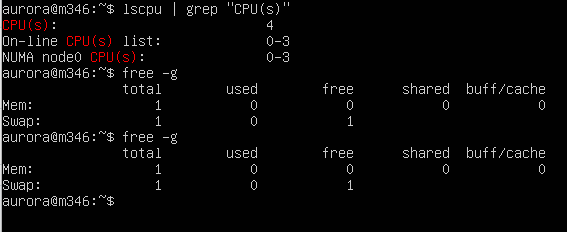 aurora@m346:~$ lscpu | grep "CPU(s)"
CPU(s): 4
On-line CPU(s) list: 0-3
NUMA node0 CPU(s): 0-3
aurora@m346:~$ free -g
total used free shared buff/cache
Mem: 1 0 0 0 0
Swap: 1 0 1
aurora@m346:~$ free -g
total used free shared buff/cache
Mem: 1 0 0 0 0
Swap: 1 0 1
aurora@m346:~$